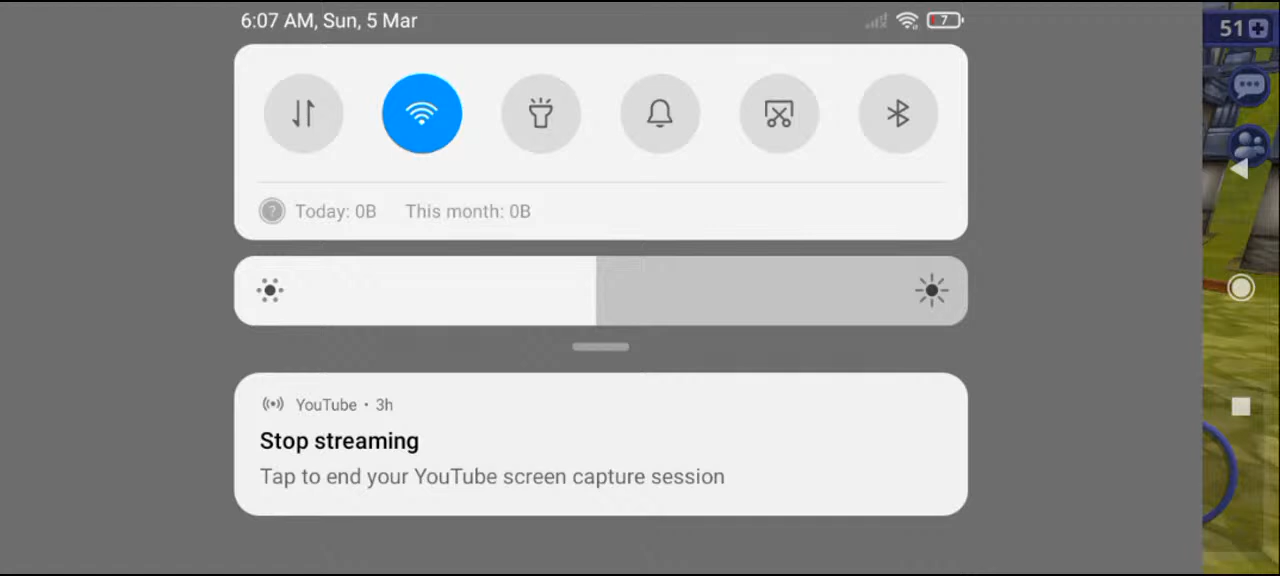 6:07 AM, Sun, 5 Mar
7
51
Today: 0B This month: 0B
YouTube • 3h
Stop streaming
Tap to end your YouTube screen capture session